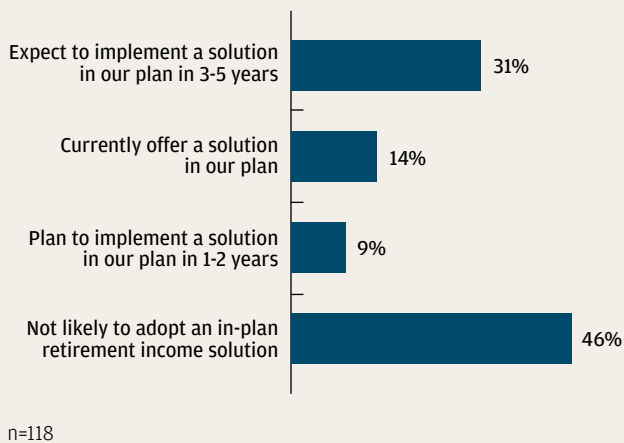 Expect to implement a solution
in our plan in 3-5 years
31%
Currently offer a solution
in our plan
14%
Plan to implement a solution
in our plan in 1-2 years
9%
Not likely to adopt an in-plan
retirement income solution
46%
n=118